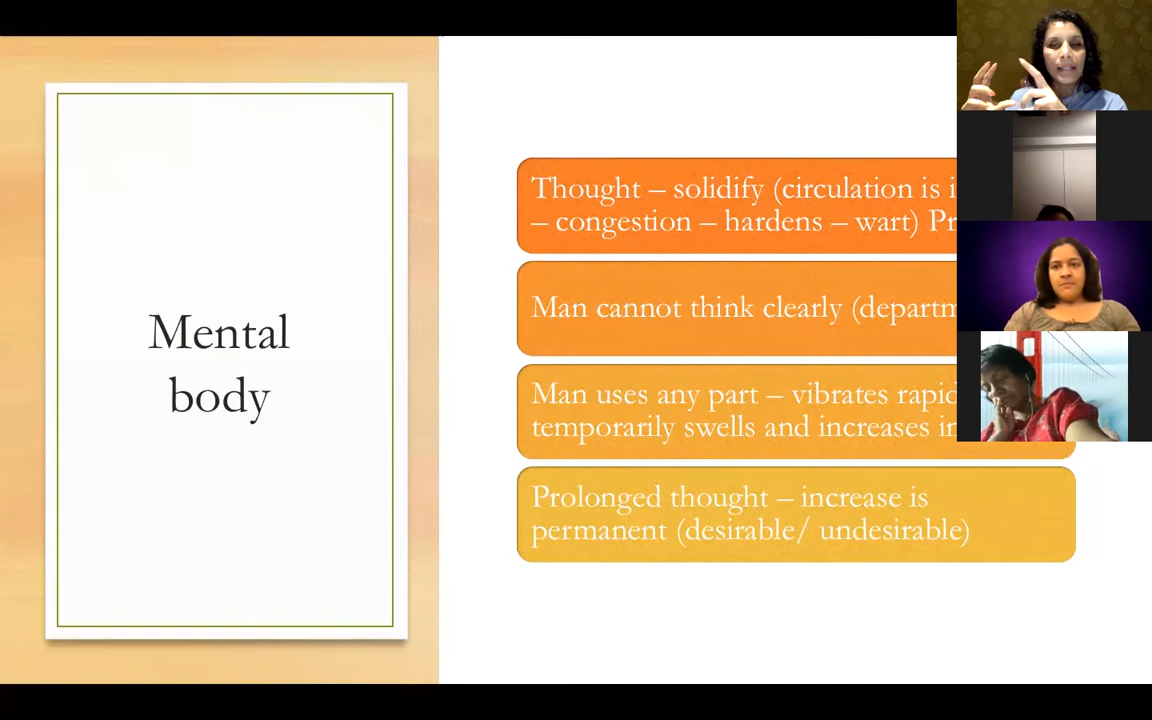 Mental
body
Thought – solidify (circulation is
– congestion – hardens – wart)
Man cannot think clearly
Man uses any part – vibrates
temporarily swells and increases
Prolonged thought – increase is
permanent (desirable/ undesirable)